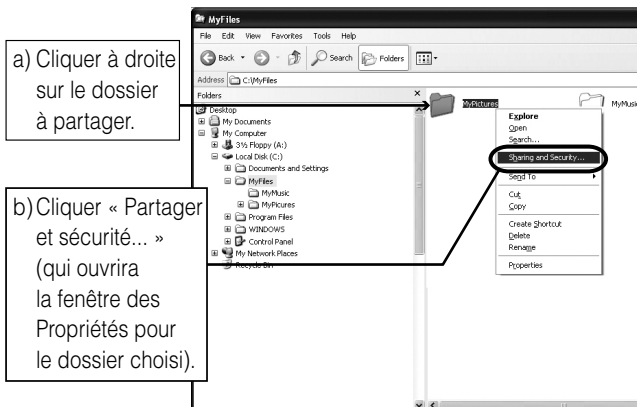 MyFiles
File Edit View Favorites Tools Help
Back Search Folders
Address C:\MyFiles
Folders
a) Cliquer à droite
sur le dossier
à partager.
b) Cliquer « Partager
et sécurité... »
(qui ouvrira
la fenêtre des
Propriétés pour
le dossier choisi).
Desktop
My Documents
My Computer
3½ Floppy (A:)
Local Disk (C:)
Documents and Settings
MyFiles
MyMusic
MyPicures
Program Files
WINDOWS
Control Panel
My Network Places
Recycle Bin
MyPictures
MyMusic
Explore
Open
Search...
Sharing and Security...
Send To
Cut
Copy
Create Shortcut
Delete
Rename
Properties